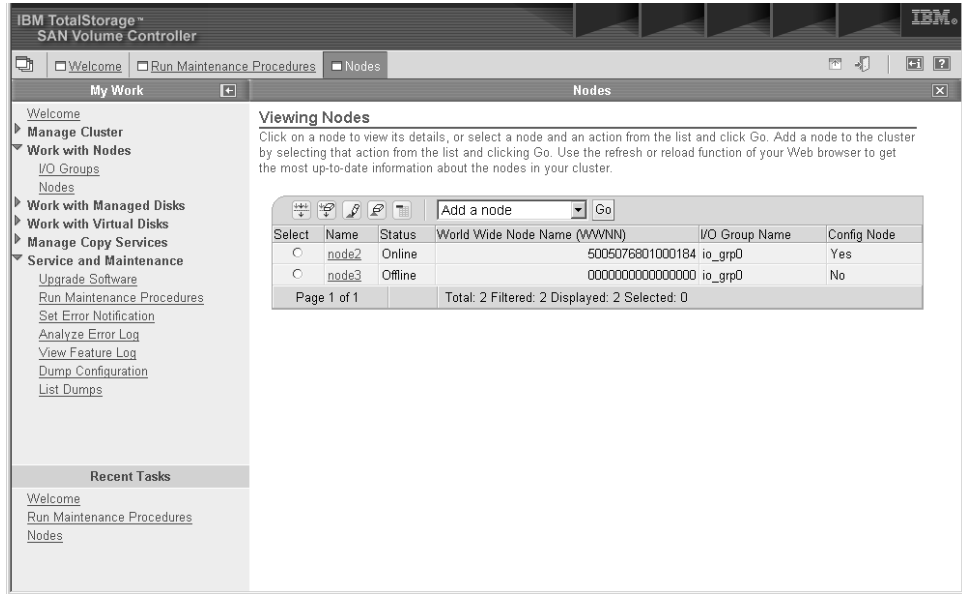 IBM TotalStorage™
SAN Volume Controller
IBM®
Welcome
Run Maintenance Procedures
Nodes
My Work
Nodes
Welcome
Manage Cluster
Work with Nodes
I/O Groups
Nodes
Work with Managed Disks
Work with Virtual Disks
Manage Copy Services
Service and Maintenance
Upgrade Software
Run Maintenance Procedures
Set Error Notification
Analyze Error Log
View Feature Log
Dump Configuration
List Dumps
Recent Tasks
Welcome
Run Maintenance Procedures
Nodes
Viewing Nodes
Click on a node to view its details, or select a node and an action from the list and click Go. Add a node to the cluster
by selecting that action from the list and clicking Go. Use the refresh or reload function of your Web browser to get
the most up-to-date information about the nodes in your cluster.
Add a node Go
Select Name Status World Wide Node Name (WWNN) I/O Group Name Config Node
node2 Online 5005076801000184 io_grp0 Yes
node3 Offline 0000000000000000 io_grp0 No
Page 1 of 1 Total: 2 Filtered: 2 Displayed: 2 Selected: 0